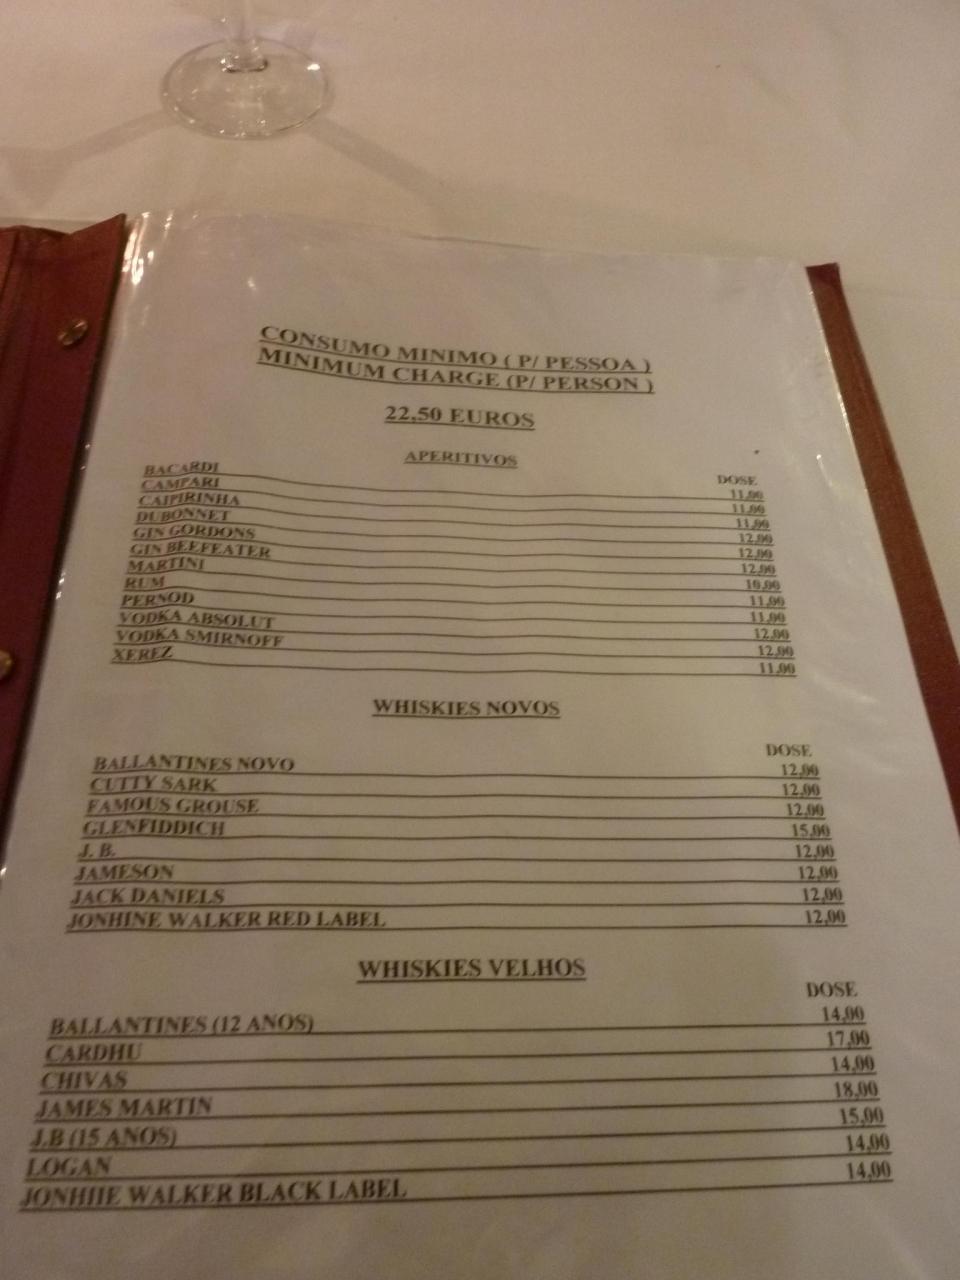 CONSUMO MINIMO ( P/ PESSOA )
MINIMUM CHARGE (P/ PERSON )
22,50 EUROS
APERITIVOS
DOSE
BACARDI 11,00
CAMPARI 11,00
CAIPIRINHA 11,00
DUBONNET 12,00
GIN GORDONS 12,00
GIN BEEFEATER 12,00
MARTINI 10,00
RUM 11,00
PERNOD 11,00
VODKA ABSOLUT 12,00
VODKA SMIRNOFF 12,00
XEREZ 11,00
WHISKIES NOVOS
DOSE
BALLANTINES NOVO 12,00
CUTTY SARK 12,00
FAMOUS GROUSE 12,00
GLENFIDDICH 15,00
J. B. 12,00
JAMESON 12,00
JACK DANIELS 12,00
JONHINE WALKER RED LABEL 12,00
WHISKIES VELHOS
DOSE
BALLANTINES (12 ANOS) 14,00
CARDHU 17,00
CHIVAS 14,00
JAMES MARTIN 18,00
J.B (15 ANOS) 15,00
LOGAN 14,00
JONHIIE WALKER BLACK LABEL 14,00